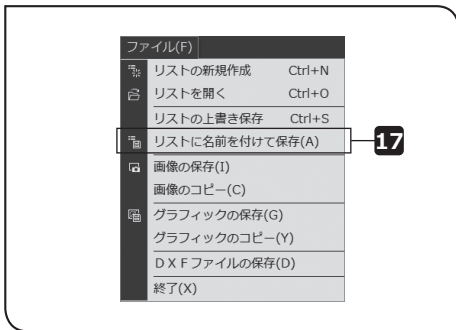 ファイル(F)
リストの新規作成 Ctrl+N
リストを開く Ctrl+O
リストの上書き保存 Ctrl+S
リストに名前を付けて保存(A) 17
画像の保存(I)
画像のコピー(C)
グラフィックの保存(G)
グラフィックのコピー(Y)
ＤＸＦファイルの保存(D)
終了(X)